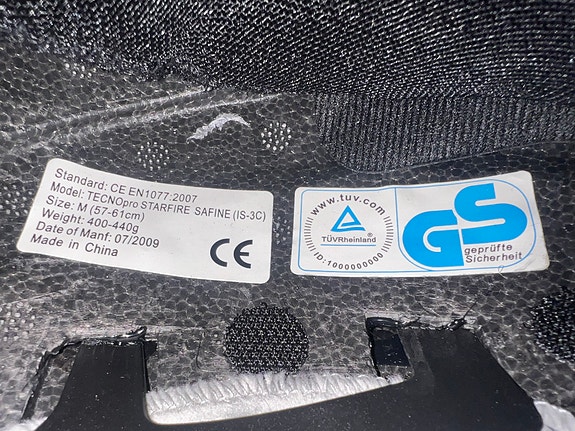 Standard: CE EN1077:2007
Model: TECNOpro STARFIRE SAFINE (IS-3C)
Size: M (57-61cm)
Weight: 400-440g
Date of Manf: 07/2009
Made in China
CE
www.tuv.com
TÜVRheinland
ID:1000000000
GS
geprüfte
Sicherheit